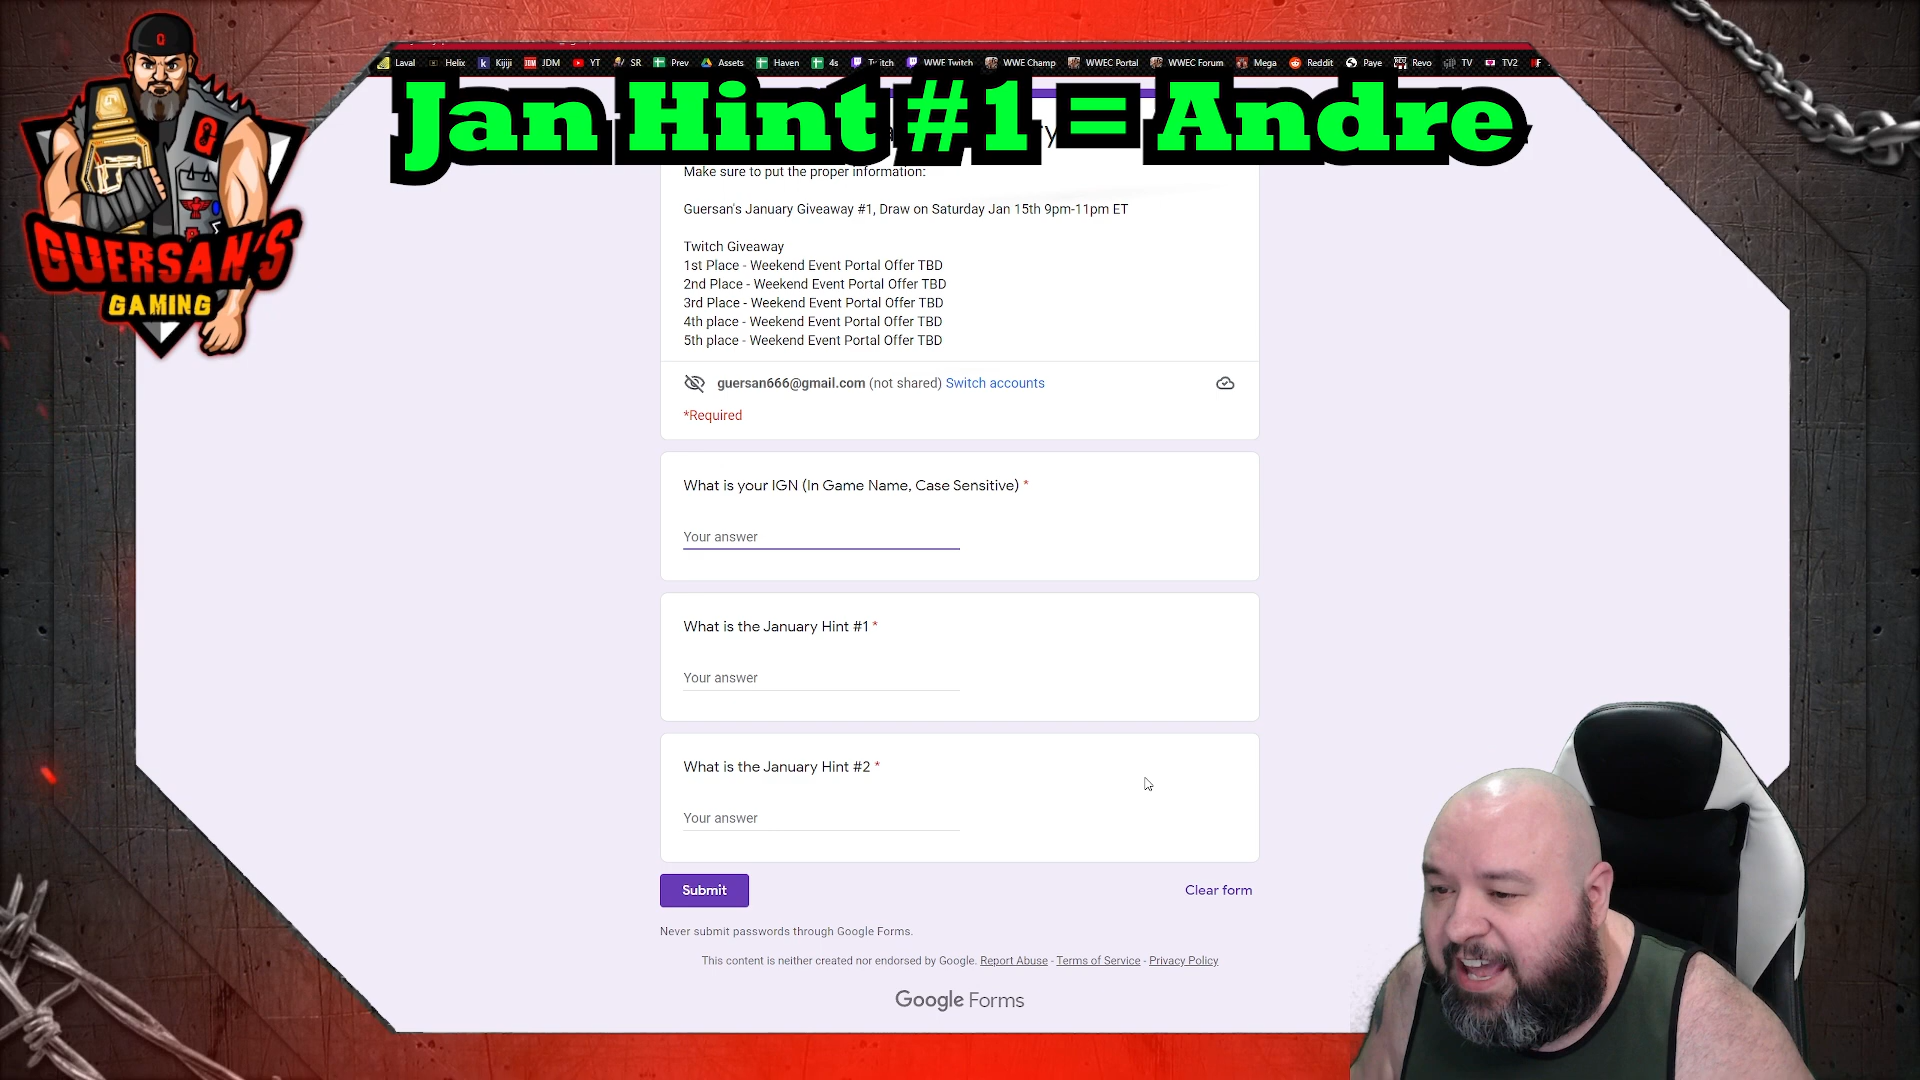 Laval Helix Kijiji JDM YT SR Prev Assets Haven 4s Twitch WWE Twitch WWE Champ WWEC Portal WWEC Forum Mega Reddit Paye Revo TV TV2
Jan Hint #1 = Andre
Make sure to put the proper information:
Guersan's January Giveaway #1, Draw on Saturday Jan 15th 9pm-11pm ET
Twitch Giveaway
1st Place - Weekend Event Portal Offer TBD
2nd Place - Weekend Event Portal Offer TBD
3rd Place - Weekend Event Portal Offer TBD
4th place - Weekend Event Portal Offer TBD
5th place - Weekend Event Portal Offer TBD
guersan666@gmail.com (not shared) Switch accounts
*Required
What is your IGN (In Game Name, Case Sensitive) *
Your answer
What is the January Hint #1 *
Your answer
What is the January Hint #2 *
Your answer
Submit
Clear form
Never submit passwords through Google Forms.
This content is neither created nor endorsed by Google. Report Abuse - Terms of Service - Privacy Policy
Google Forms
GUERSAN'S
GAMING